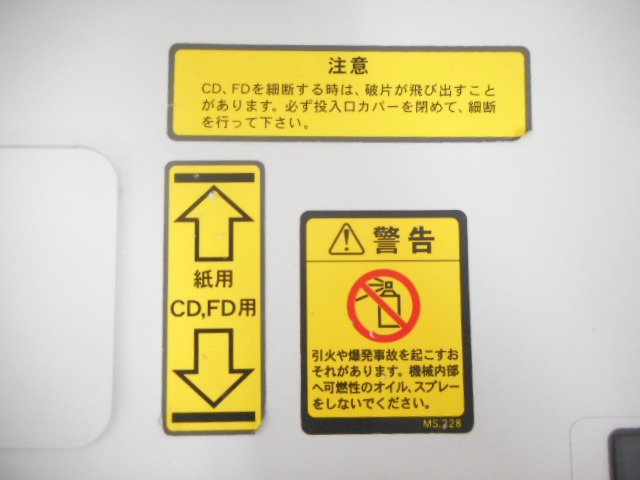 注意
CD、FDを細断する時は、破片が飛び出すこと
があります。必ず投入口カバーを閉めて、細断
を行って下さい。
紙用
CD,FD用
警告
引火や爆発事故を起こすお
それがあります。機械内部
へ可燃性のオイル、スプレー
をしないでください。
MS.228